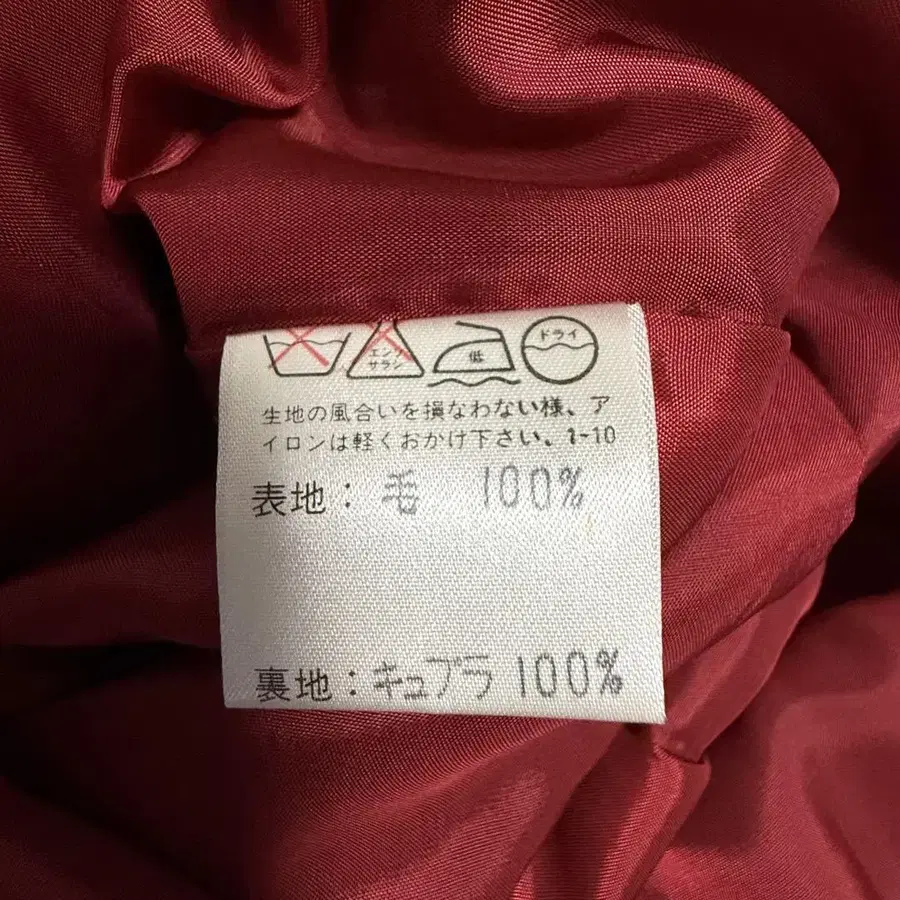 エンソ サラシ 低 ドライ
生地の風合いを損なわない様、ア
イロンは軽くおかけ下さい。1-10
表地：毛 100%
裏地：キュプラ 100%